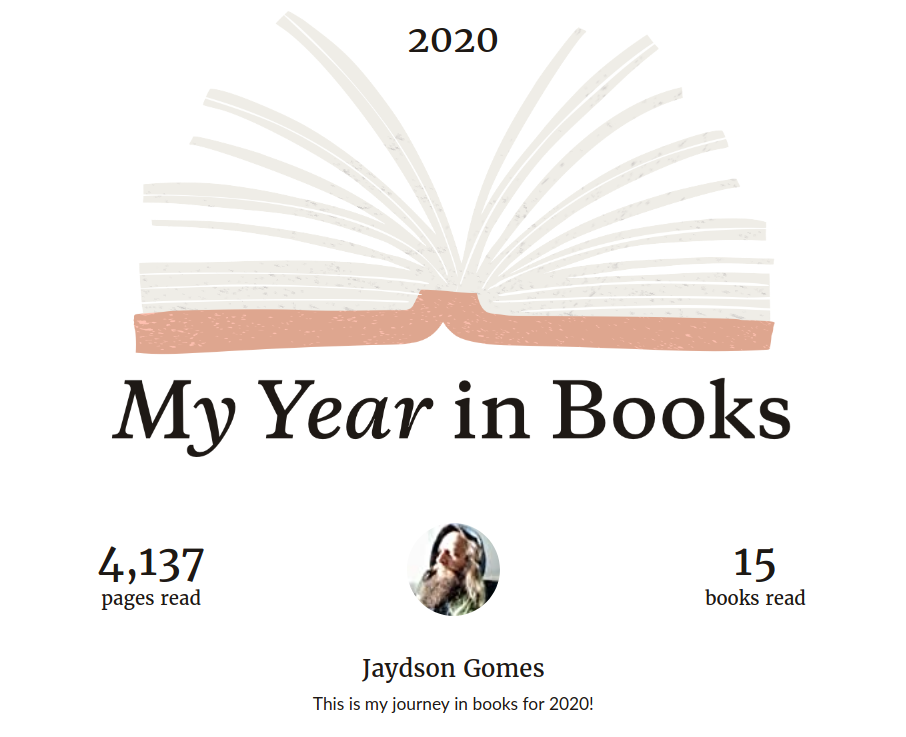 2020
My Year in Books
4,137
pages read
15
books read
Jaydson Gomes
This is my journey in books for 2020!